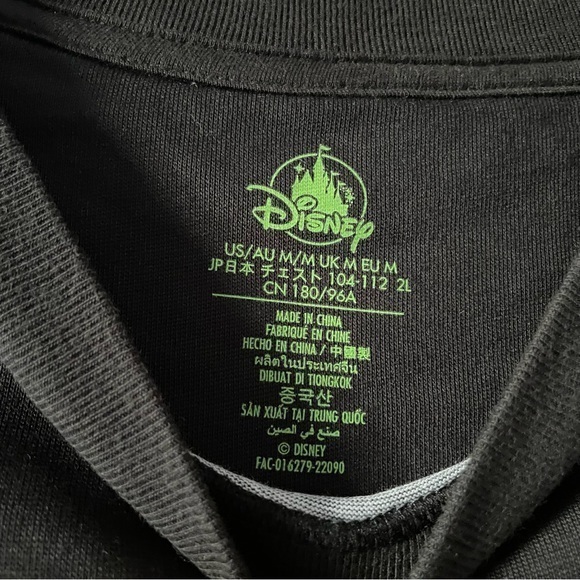 DISNEY
US/AU M/M UK M EU M
JP日本 チェスト 104-112 2L
CN 180/96A
MADE IN CHINA
FABRIQUÉ EN CHINE
HECHO EN CHINA / 中國製
ผลิตในประเทศจีน
DIBUAT DI TIONGKOK
중국산
SẢN XUẤT TẠI TRUNG QUỐC
صنع في الصين
© DISNEY
FAC-016279-22090